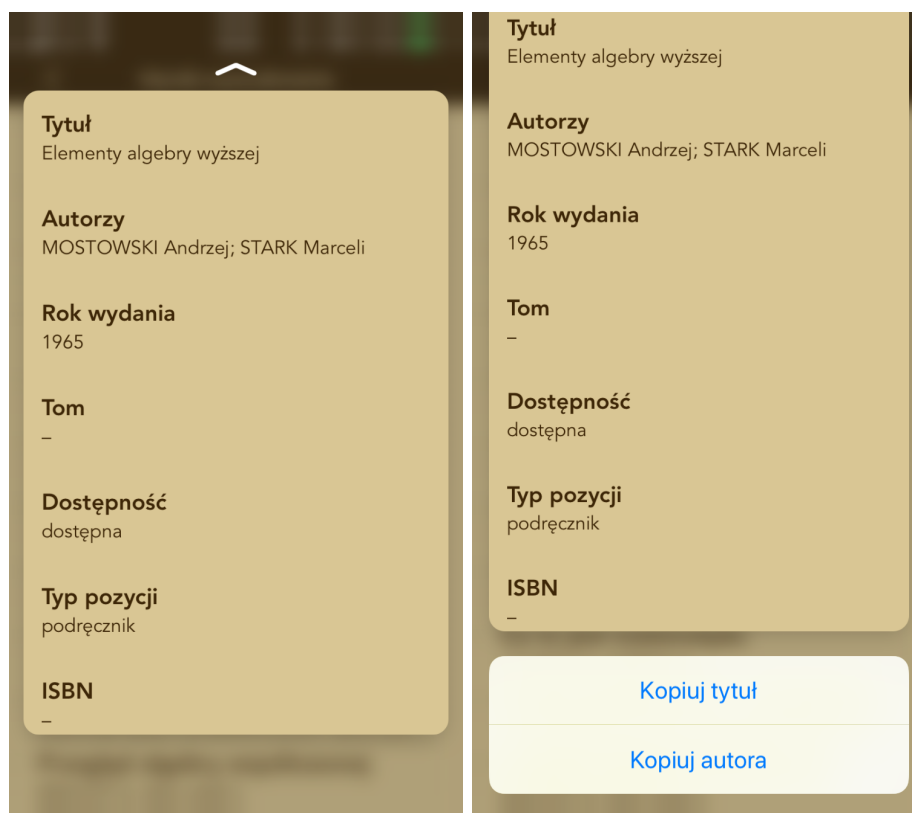 Tytuł
Elementy algebry wyższej
Autorzy
MOSTOWSKI Andrzej; STARK Marceli
Rok wydania
1965
Tom
–
Dostępność
dostępna
Typ pozycji
podręcznik
ISBN
–
Tytuł
Elementy algebry wyższej
Autorzy
MOSTOWSKI Andrzej; STARK Marceli
Rok wydania
1965
Tom
–
Dostępność
dostępna
Typ pozycji
podręcznik
ISBN
–
Kopiuj tytuł
Kopiuj autora